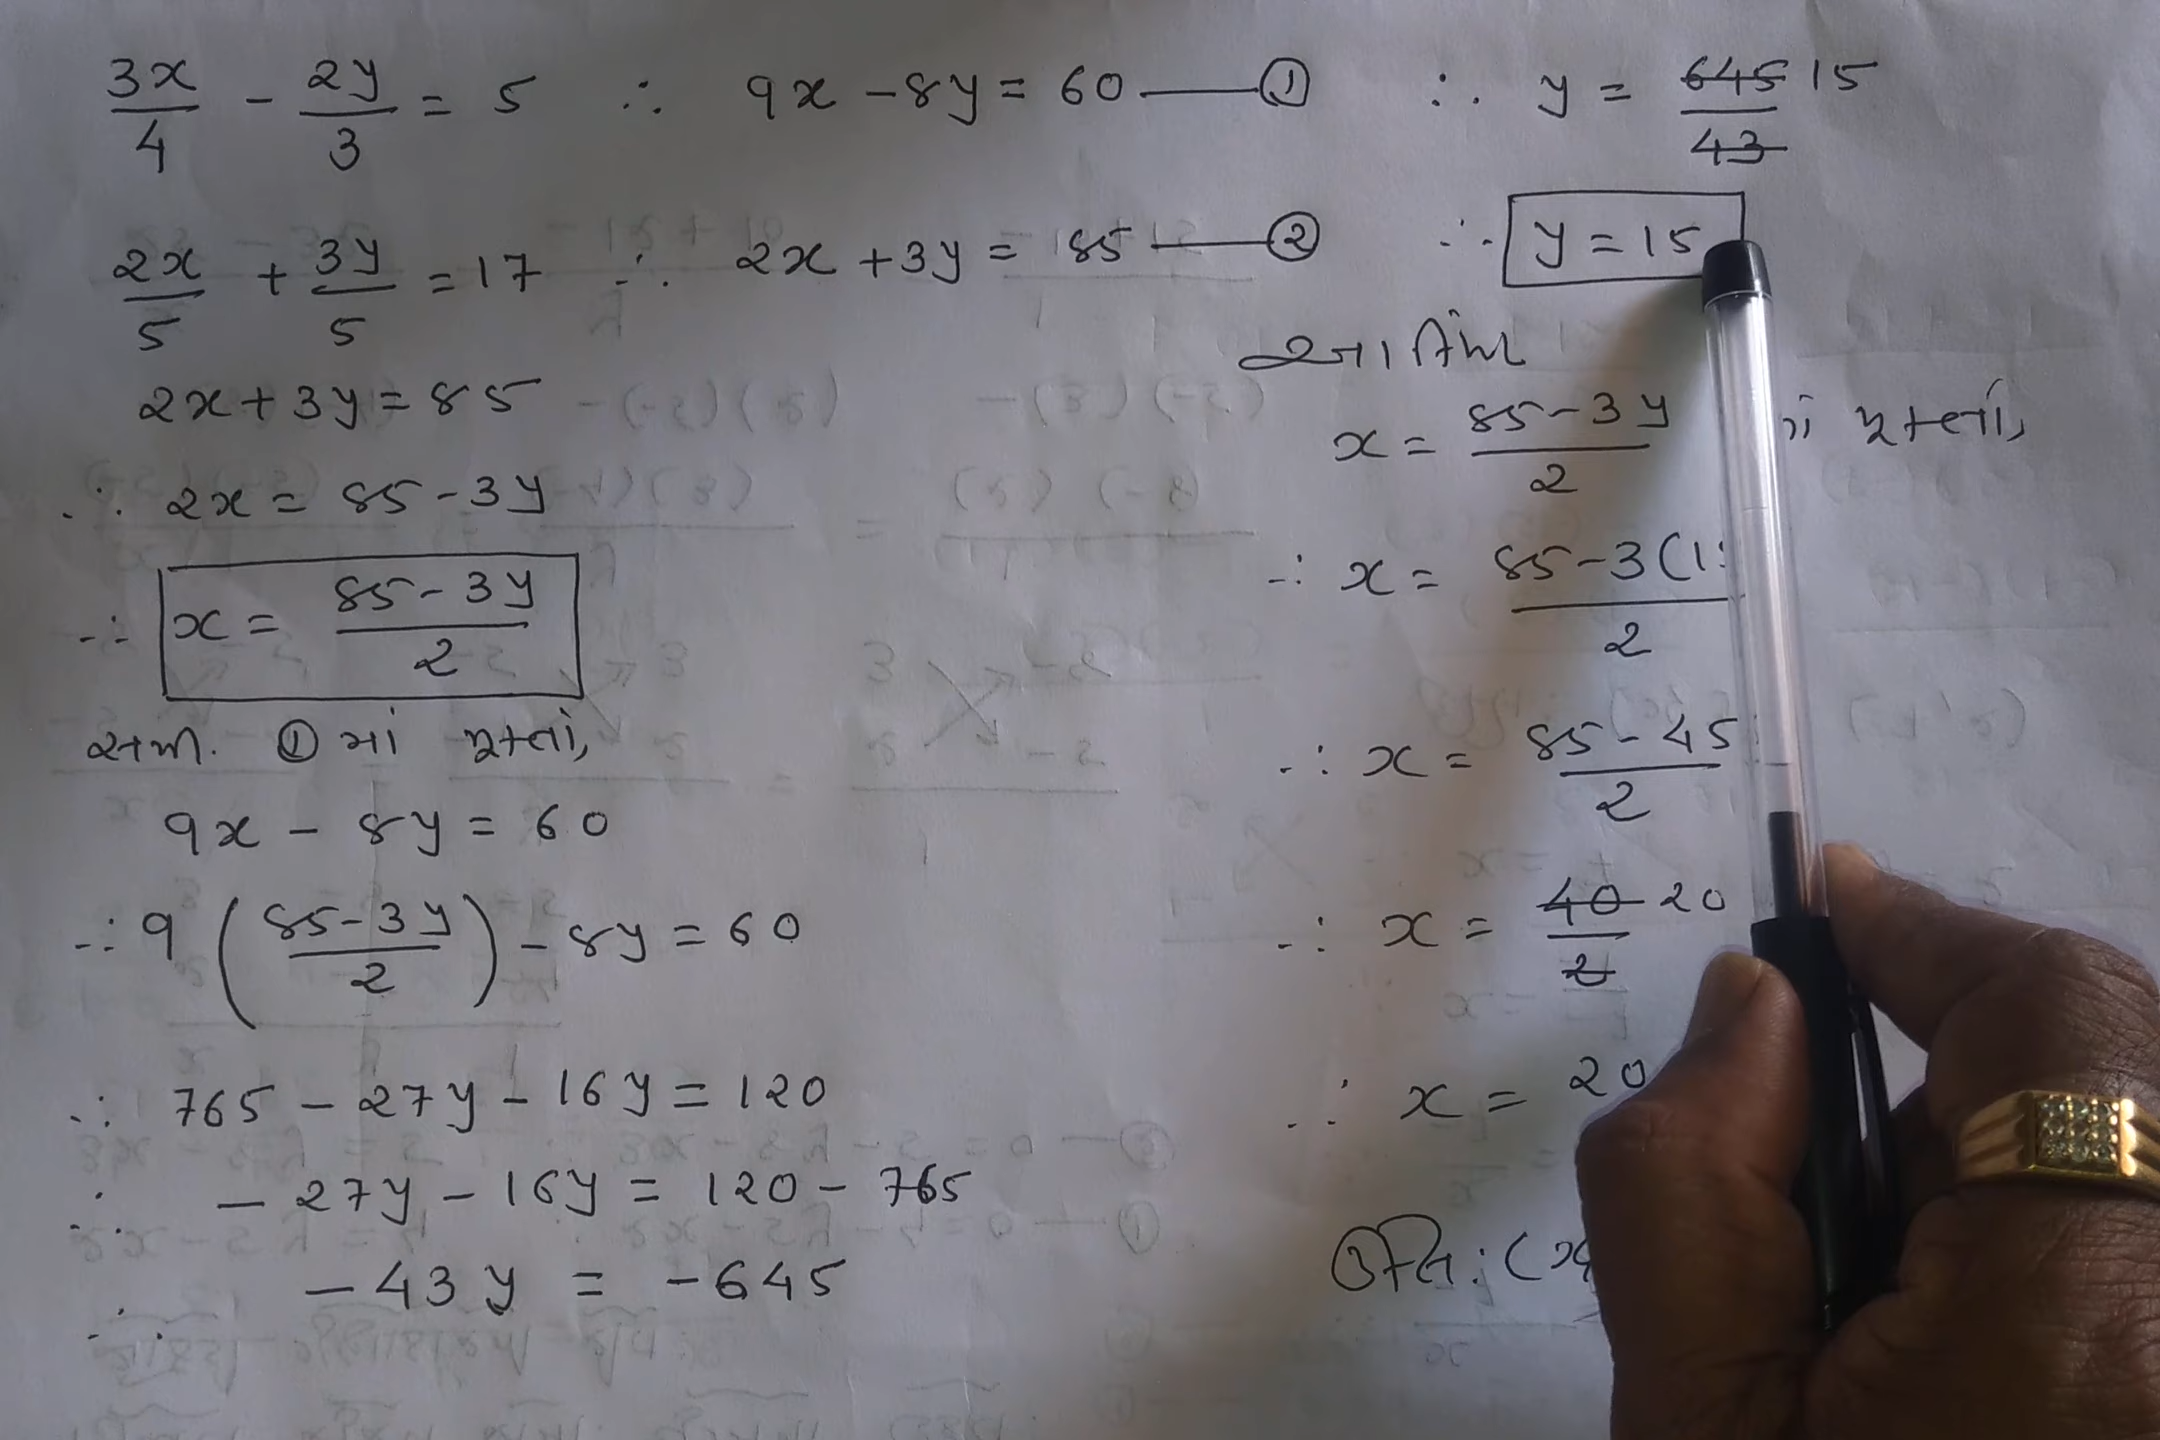 3x/4 - 2y/3 = 5 ∴ 9x - 8y = 60 —— ①
2x/5 + 3y/5 = 17 ∴ 2x + 3y = 85 —— ②
2x + 3y = 85
∴ 2x = 85 - 3y
∴ x = 85 - 3y / 2
સમી. ① માં મૂકતાં,
9x - 8y = 60
∴ 9 (85 - 3y / 2) - 8y = 60
∴ 765 - 27y - 16y = 120
∴ - 27y - 16y = 120 - 765
∴ - 43y = - 645
∴ y = 645/43 15
∴ y = 15
x = 85 - 3y / 2 માં મૂકતાં,
∴ x = 85 - 3(1 / 2
∴ x = 85 - 45 / 2
∴ x = 40/2 20
∴ x = 20
: (x